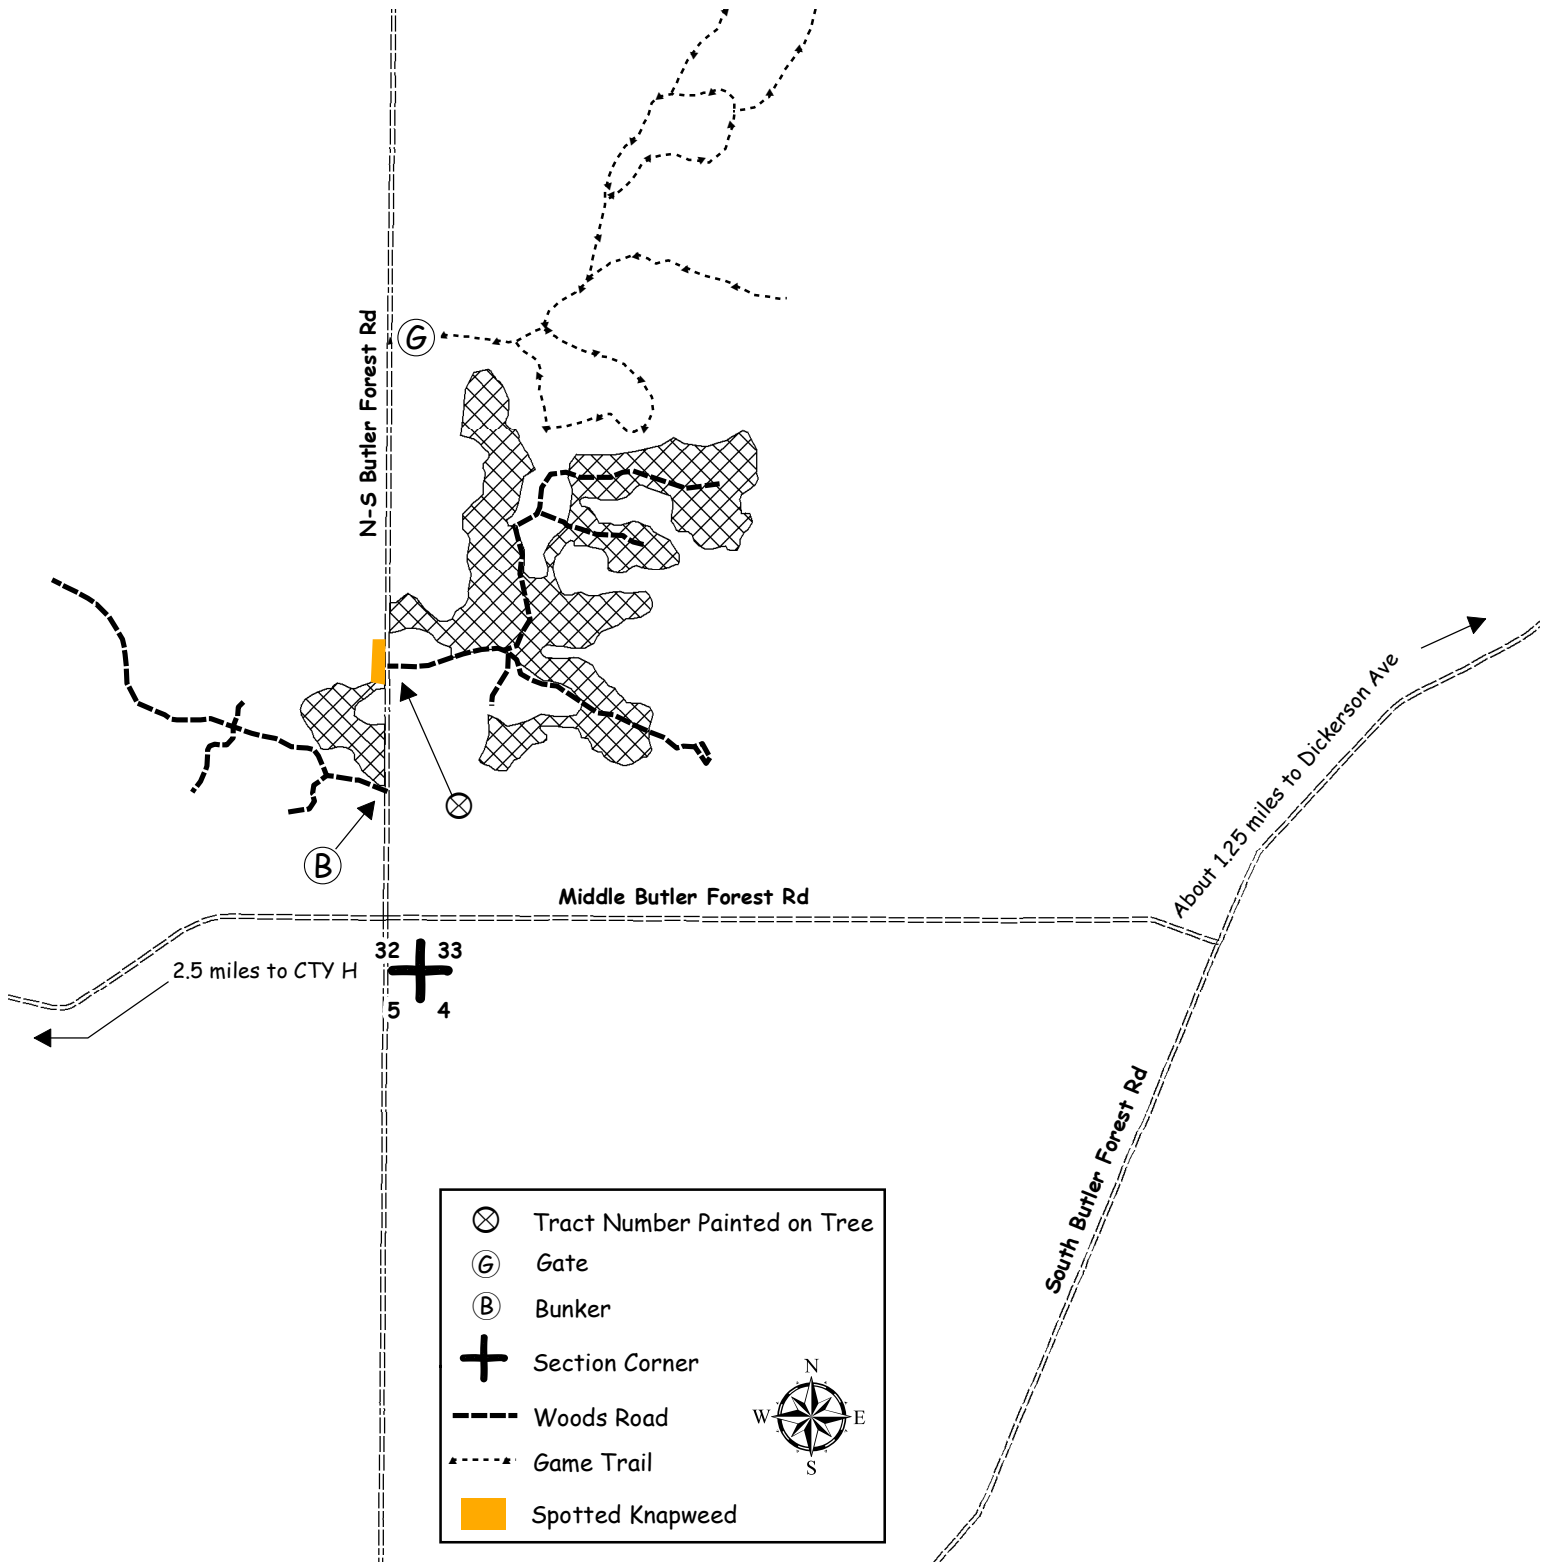 N-S Butler Forest Rd
G
B
Middle Butler Forest Rd
About 1.25 miles to Dickerson Ave
32 33
2.5 miles to CTY H
5 4
South Butler Forest Rd
Tract Number Painted on Tree
G Gate
B Bunker
Section Corner
N
W E
S
Woods Road
Game Trail
Spotted Knapweed